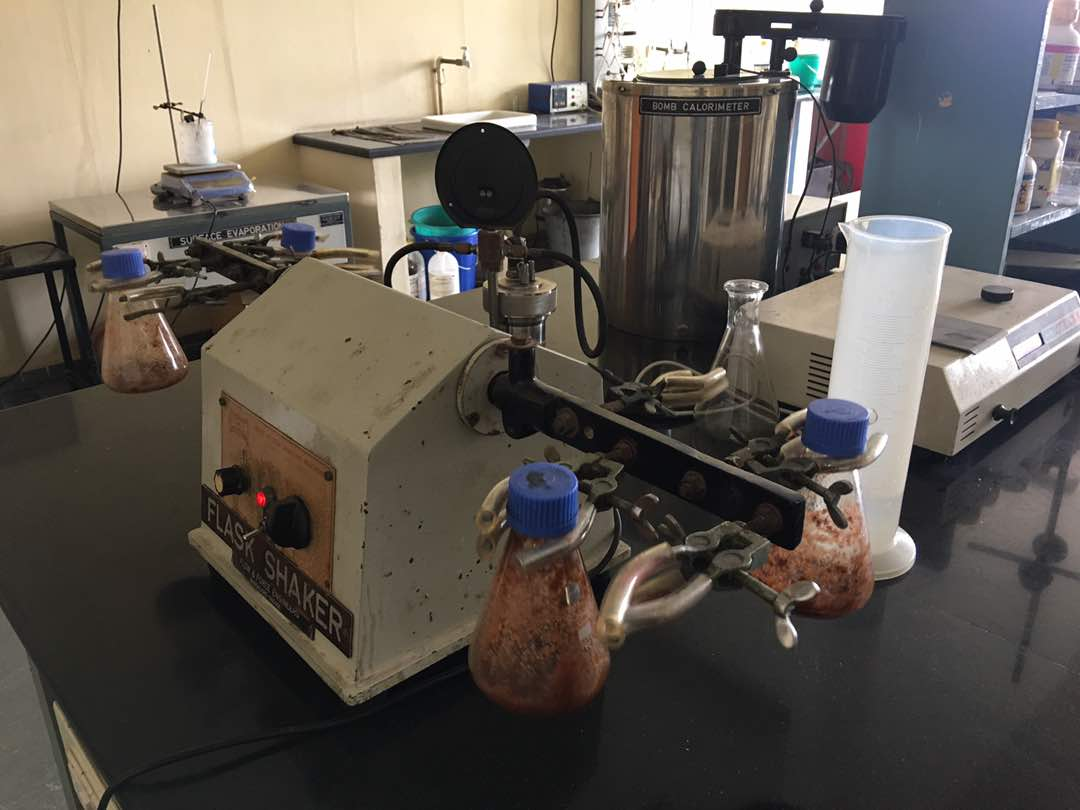 BOMB CALORIMETER
SURFACE EVAPORATION
FLASK SHAKER